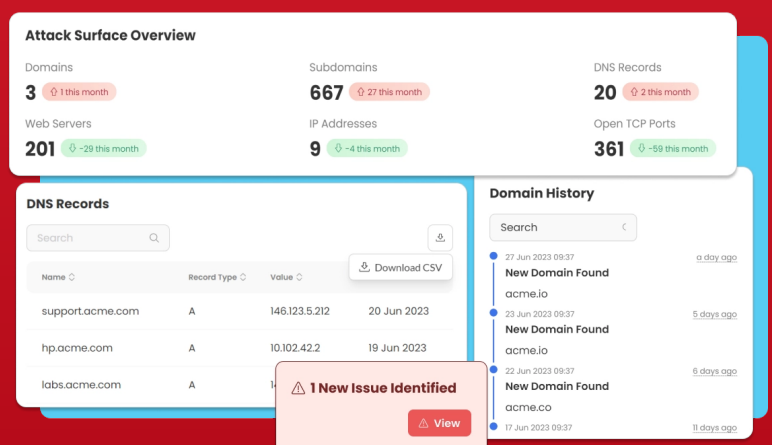 Attack Surface Overview
Domains
3 1 this month
Subdomains
667 27 this month
DNS Records
20 2 this month
Web Servers
201 -29 this month
IP Addresses
9 -4 this month
Open TCP Ports
361 -59 this month
DNS Records
Search
Download CSV
Name Record Type Value
support.acme.com A 146.123.5.212 20 Jun 2023
hp.acme.com A 10.102.42.2 19 Jun 2023
labs.acme.com A
1 New Issue Identified
View
Domain History
Search
27 Jun 2023 09:37 a day ago
New Domain Found
acme.io
23 Jun 2023 09:37 5 days ago
New Domain Found
acme.io
22 Jun 2023 09:37 6 days ago
New Domain Found
acme.co
17 Jun 2023 09:37 11 days ago